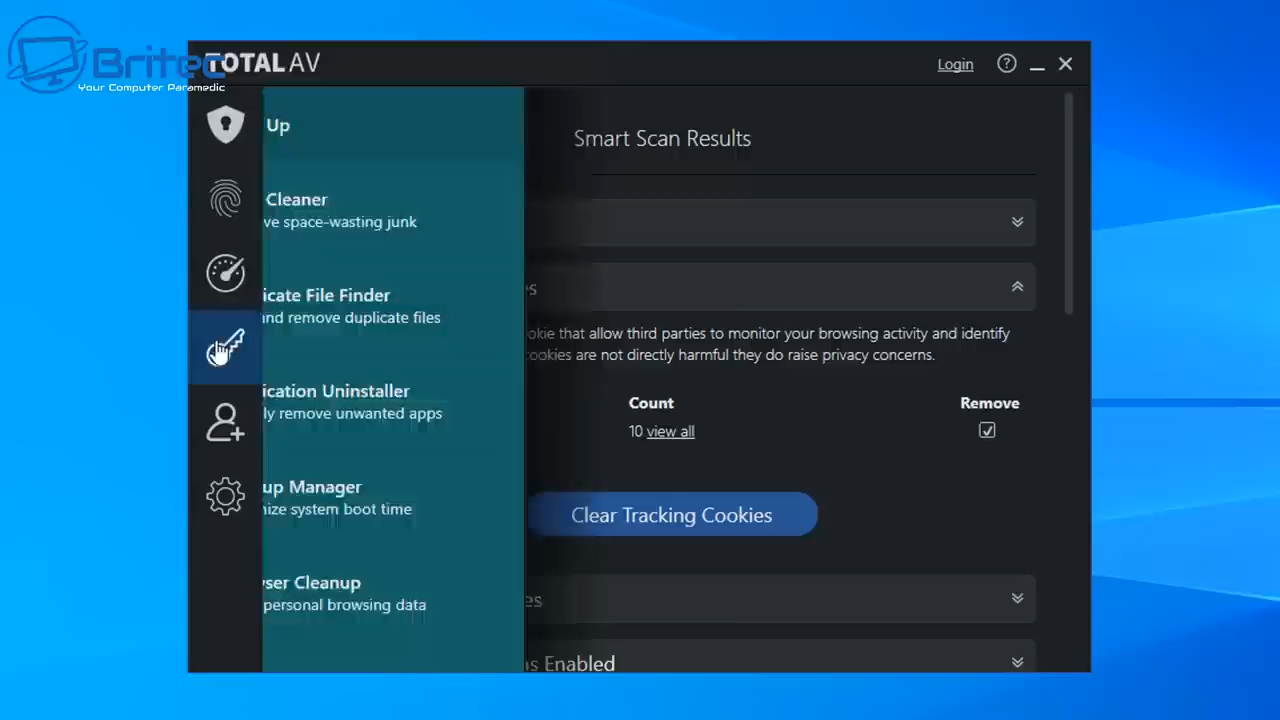 Britec
Your Computer Paramedic
TOTAL AV
Login
Up
Cleaner
ve space-wasting junk
icate File Finder
and remove duplicate files
ication Uninstaller
ly remove unwanted apps
up Manager
nize system boot time
ser Cleanup
personal browsing data
Smart Scan Results
es
okie that allow third parties to monitor your browsing activity and identify
cookies are not directly harmful they do raise privacy concerns.
Count
Remove
10 view all
Clear Tracking Cookies
es
ns Enabled